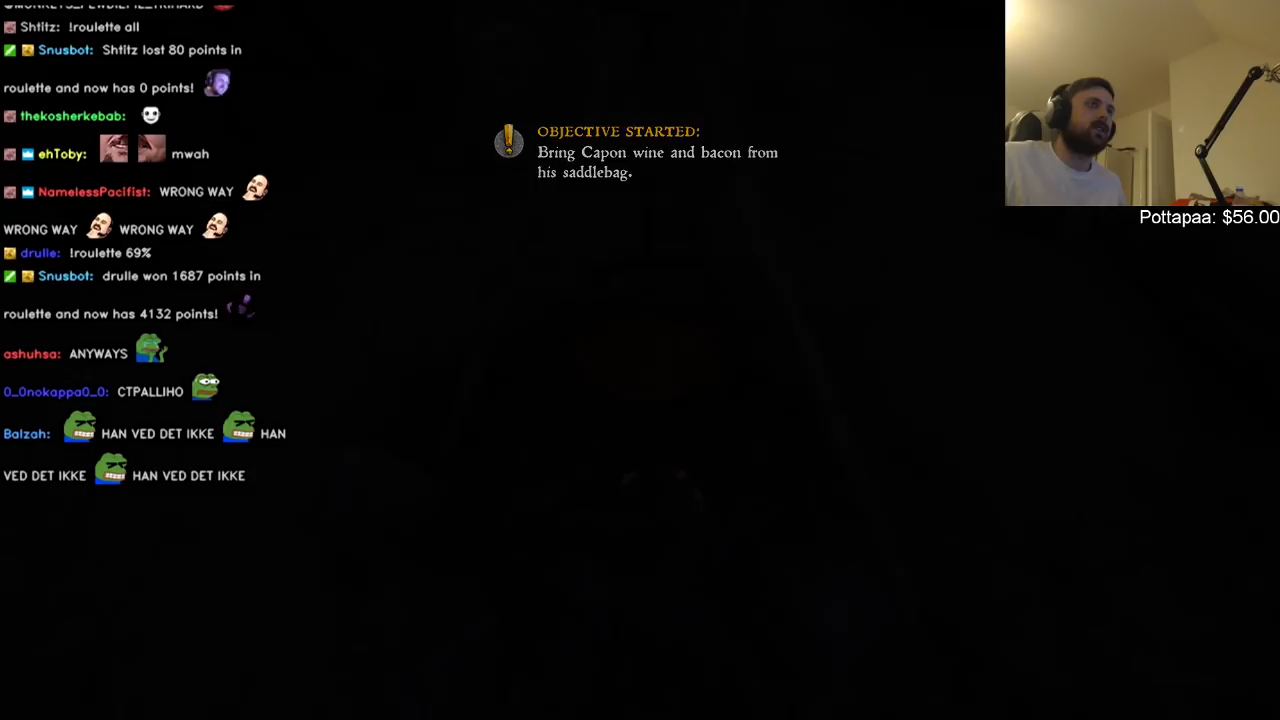 Shtitz: !roulette all
Snusbot: Shtitz lost 80 points in
roulette and now has 0 points!
thekosherkebab:
ehToby: mwah
NamelessPacifist: WRONG WAY
WRONG WAY WRONG WAY
drulle: !roulette 69%
Snusbot: drulle won 1687 points in
roulette and now has 4132 points!
ashuhsa: ANYWAYS
0_0nokappa0_0: CTPALLIHO
Balzah: HAN VED DET IKKE HAN
VED DET IKKE HAN VED DET IKKE
OBJECTIVE STARTED:
Bring Capon wine and bacon from
his saddlebag.
Pottapaa: $56.00